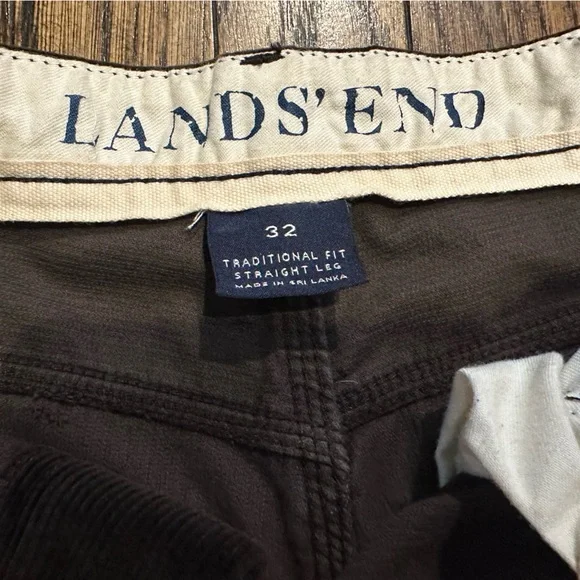 LANDS' END
32
TRADITIONAL FIT
STRAIGHT LEG
MADE IN SRI LANKA